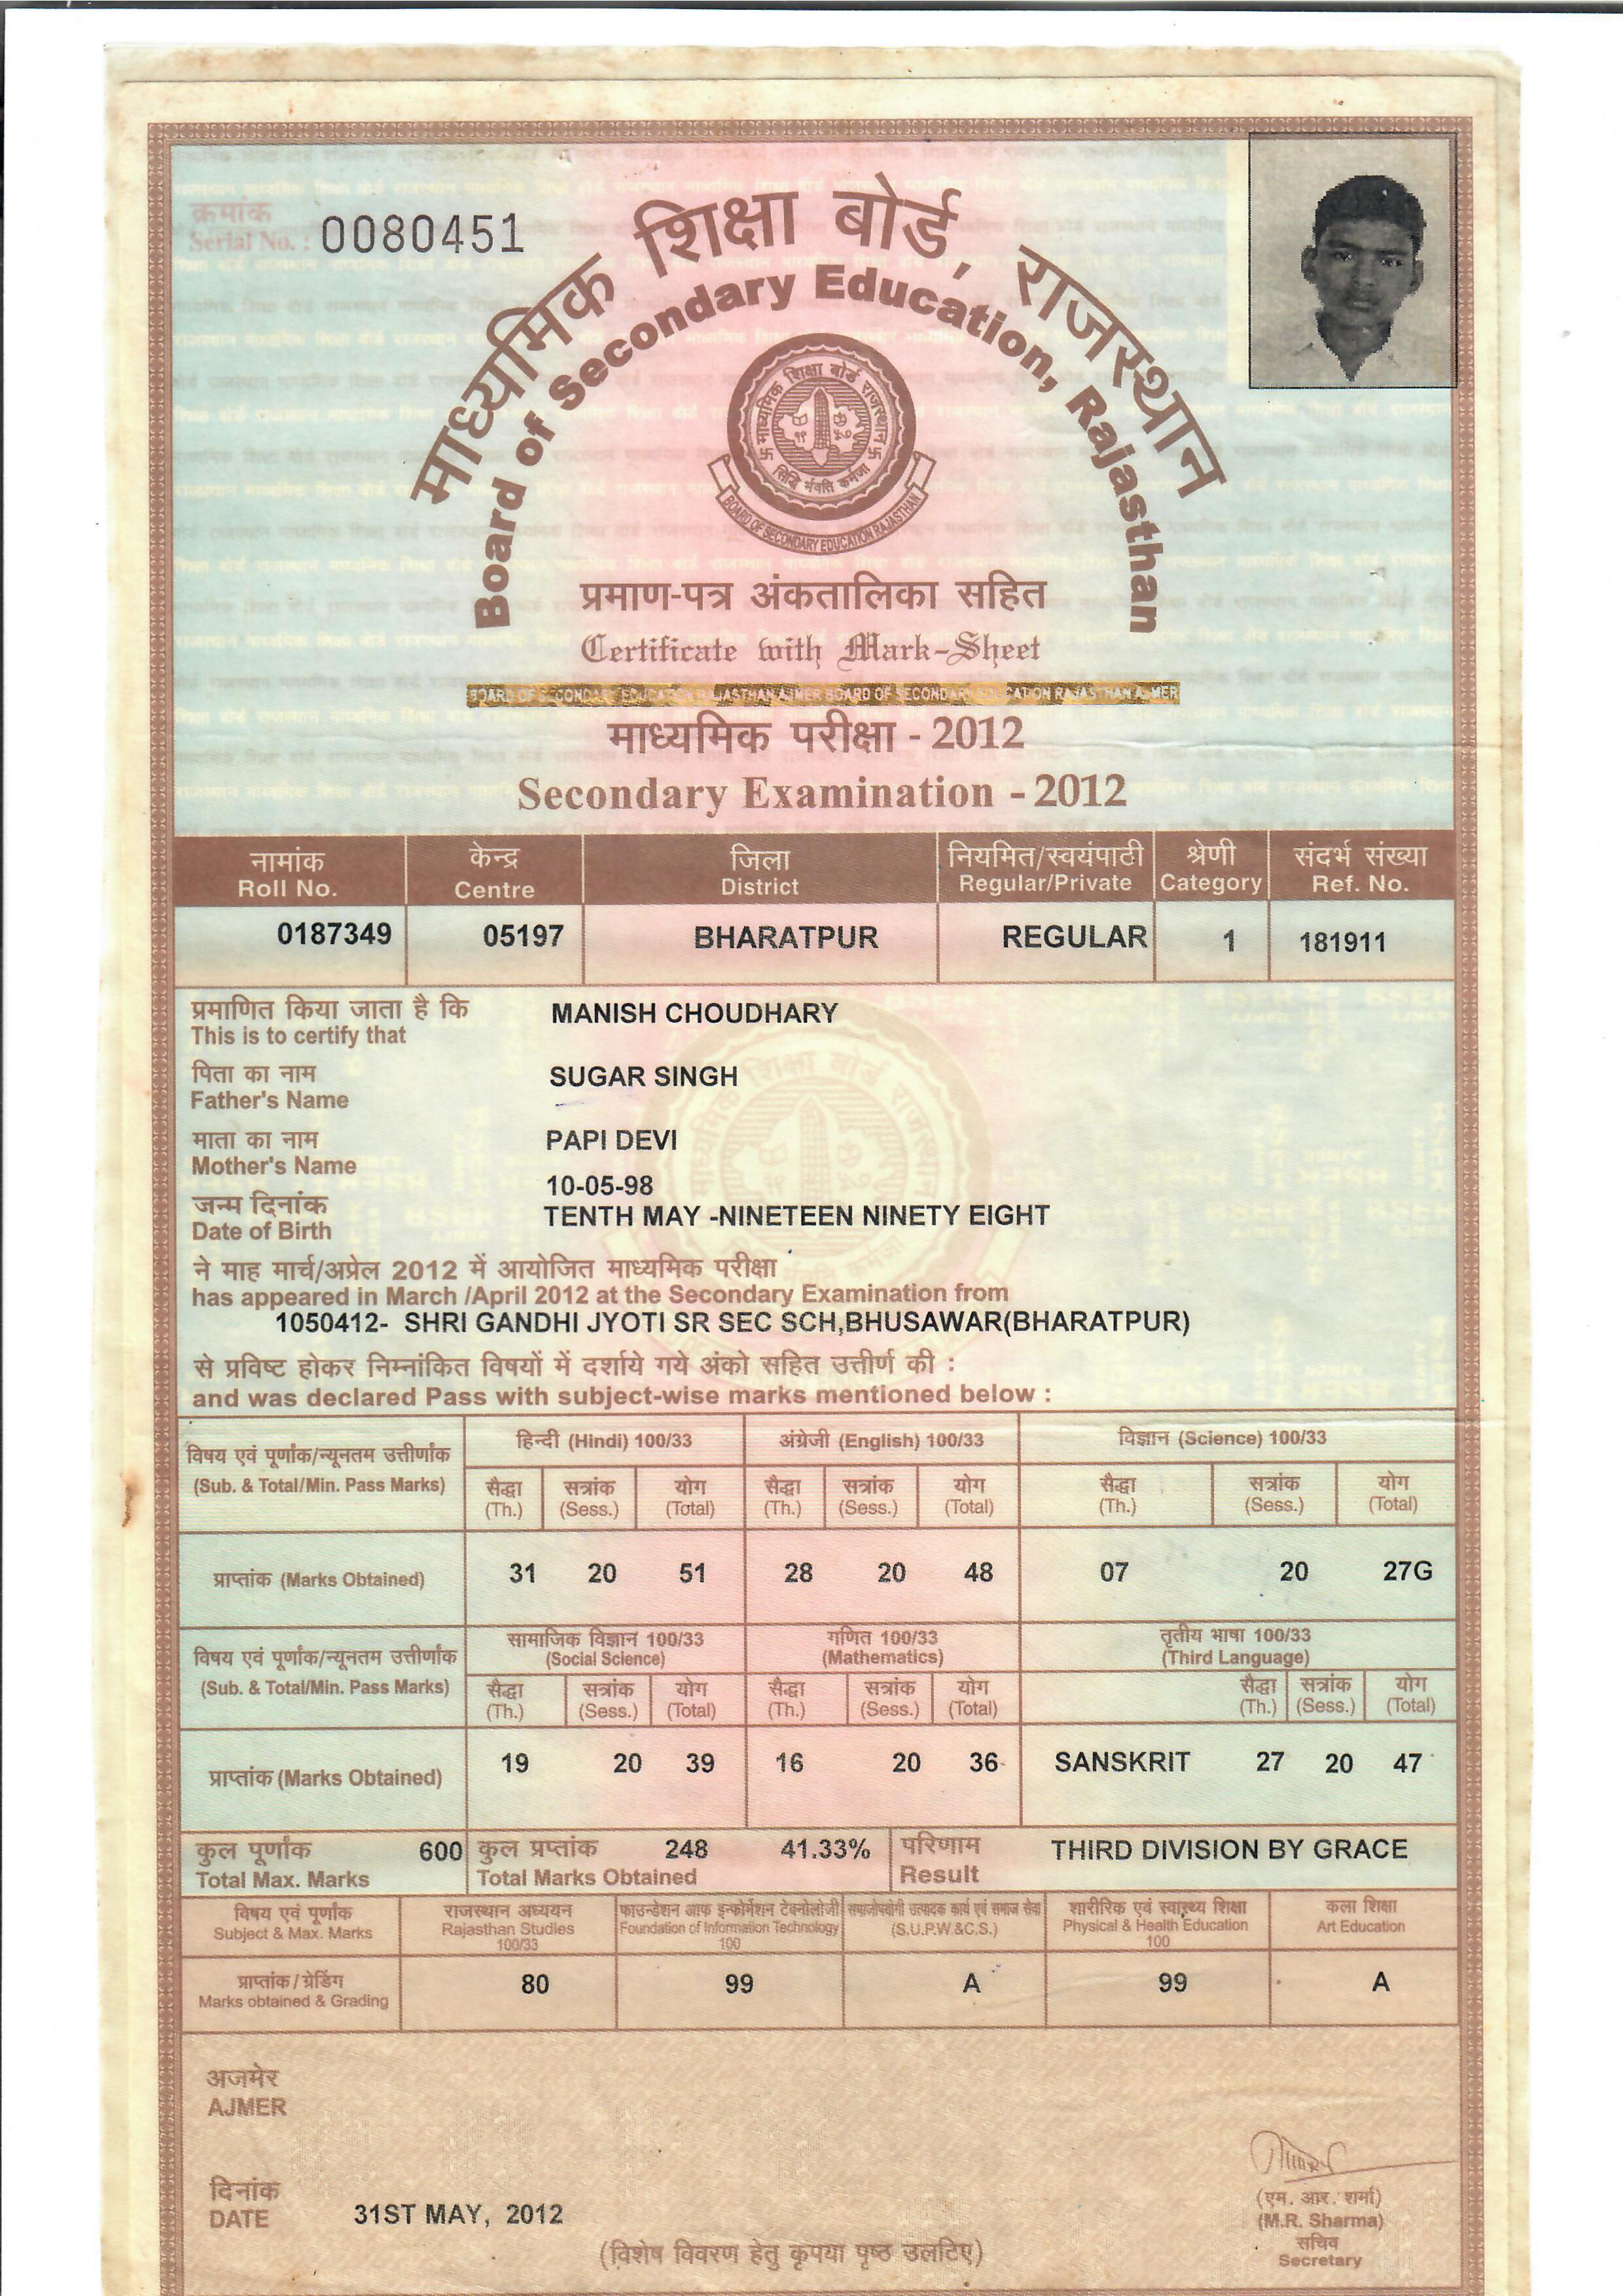 क्रमांक
Serial No. : 0080451
माध्यमिक शिक्षा बोर्ड, राजस्थान
Board of Secondary Education, Rajasthan
माध्यमिक शिक्षा बोर्ड राजस्थान
सिद्धि र्भवति कर्मजा
BOARD OF SECONDARY EDUCATION RAJASTHAN
प्रमाण-पत्र अंकतालिका सहित
Certificate with Mark-Sheet
BOARD OF SECONDARY EDUCATION RAJASTHAN AJMER BOARD OF SECONDARY EDUCATION RAJASTHAN AJMER
माध्यमिक परीक्षा - 2012
Secondary Examination - 2012
नामांक केन्द्र जिला नियमित/स्वयंपाटी श्रेणी संदर्भ संख्या
Roll No. Centre District Regular/Private Category Ref. No.
0187349 05197 BHARATPUR REGULAR 1 181911
प्रमाणित किया जाता है कि MANISH CHOUDHARY
This is to certify that
पिता का नाम SUGAR SINGH
Father's Name
माता का नाम PAPI DEVI
Mother's Name
10-05-98
जन्म दिनांक TENTH MAY -NINETEEN NINETY EIGHT
Date of Birth
ने माह मार्च/अप्रेल 2012 में आयोजित माध्यमिक परीक्षा
has appeared in March /April 2012 at the Secondary Examination from
1050412- SHRI GANDHI JYOTI SR SEC SCH,BHUSAWAR(BHARATPUR)
से प्रविष्ट होकर निम्नांकित विषयों में दर्शाये गये अंको सहित उत्तीर्ण की :
and was declared Pass with subject-wise marks mentioned below :
विषय एवं पूर्णांक/न्यूनतम उत्तीर्णांक हिन्दी (Hindi) 100/33 अंग्रेजी (English) 100/33 विज्ञान (Science) 100/33
(Sub. & Total/Min. Pass Marks) सैद्धा सत्रांक योग सैद्धा सत्रांक योग सैद्धा सत्रांक योग
(Th.) (Sess.) (Total) (Th.) (Sess.) (Total) (Th.) (Sess.) (Total)
प्राप्तांक (Marks Obtained) 31 20 51 28 20 48 07 20 27G
विषय एवं पूर्णांक/न्यूनतम उत्तीर्णांक सामाजिक विज्ञान 100/33 गणित 100/33 तृतीय भाषा 100/33
(Social Science) (Mathematics) (Third Language)
(Sub. & Total/Min. Pass Marks) सैद्धा सत्रांक योग सैद्धा सत्रांक योग सैद्धा सत्रांक योग
(Th.) (Sess.) (Total) (Th.) (Sess.) (Total) (Th.) (Sess.) (Total)
प्राप्तांक (Marks Obtained) 19 20 39 16 20 36 SANSKRIT 27 20 47
कुल पूर्णांक 600 कुल प्रप्तांक 248 41.33% परिणाम THIRD DIVISION BY GRACE
Total Max. Marks Total Marks Obtained Result
विषय एवं पूर्णांक राजस्थान अध्ययन फाउन्डेशन आफ इन्फोर्मेशन टेक्नोलोजी समाजोपयोगी उत्पादक कार्य एवं समाज सेवा शारीरिक एवं स्वास्थ्य शिक्षा कला शिक्षा
Subject & Max. Marks Rajasthan Studies Foundation of Information Technology (S.U.P.W.&C.S.) Physical & Health Education Art Education
100/33 100 100
प्राप्तांक / ग्रेडिंग 80 99 A 99 A
Marks obtained & Grading
अजमेर
AJMER
दिनांक
DATE 31ST MAY, 2012
(एम. आर. शर्मा)
(M.R. Sharma)
सचिव
Secretary
(विशेष विवरण हेतु कृपया पृष्ठ उलटिए)